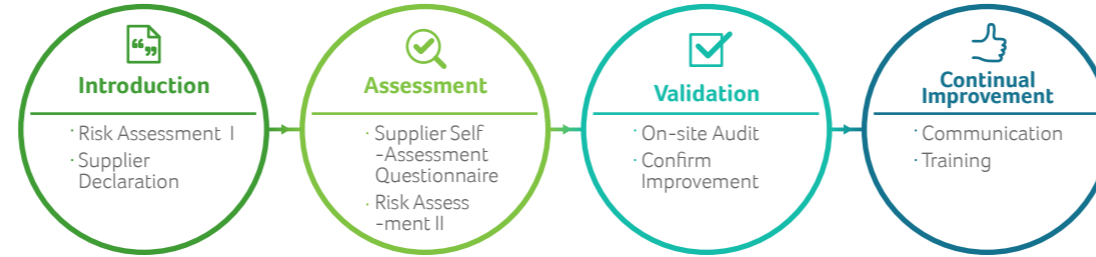 Introduction
· Risk Assessment I
· Supplier
Declaration
Assessment
· Supplier Self
-Assessment
Questionnaire
· Risk Assess
-ment II
Validation
· On-site Audit
· Confirm
Improvement
Continual
Improvement
· Communication
· Training